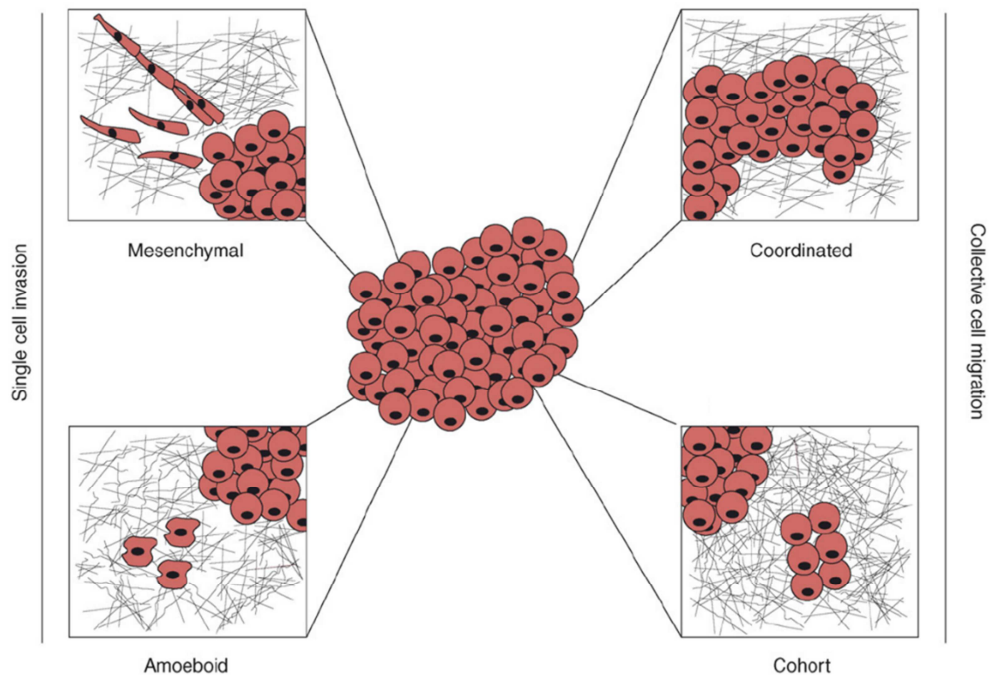 Mesenchymal
Coordinated
Single cell invasion
Collective cell migration
Amoeboid
Cohort